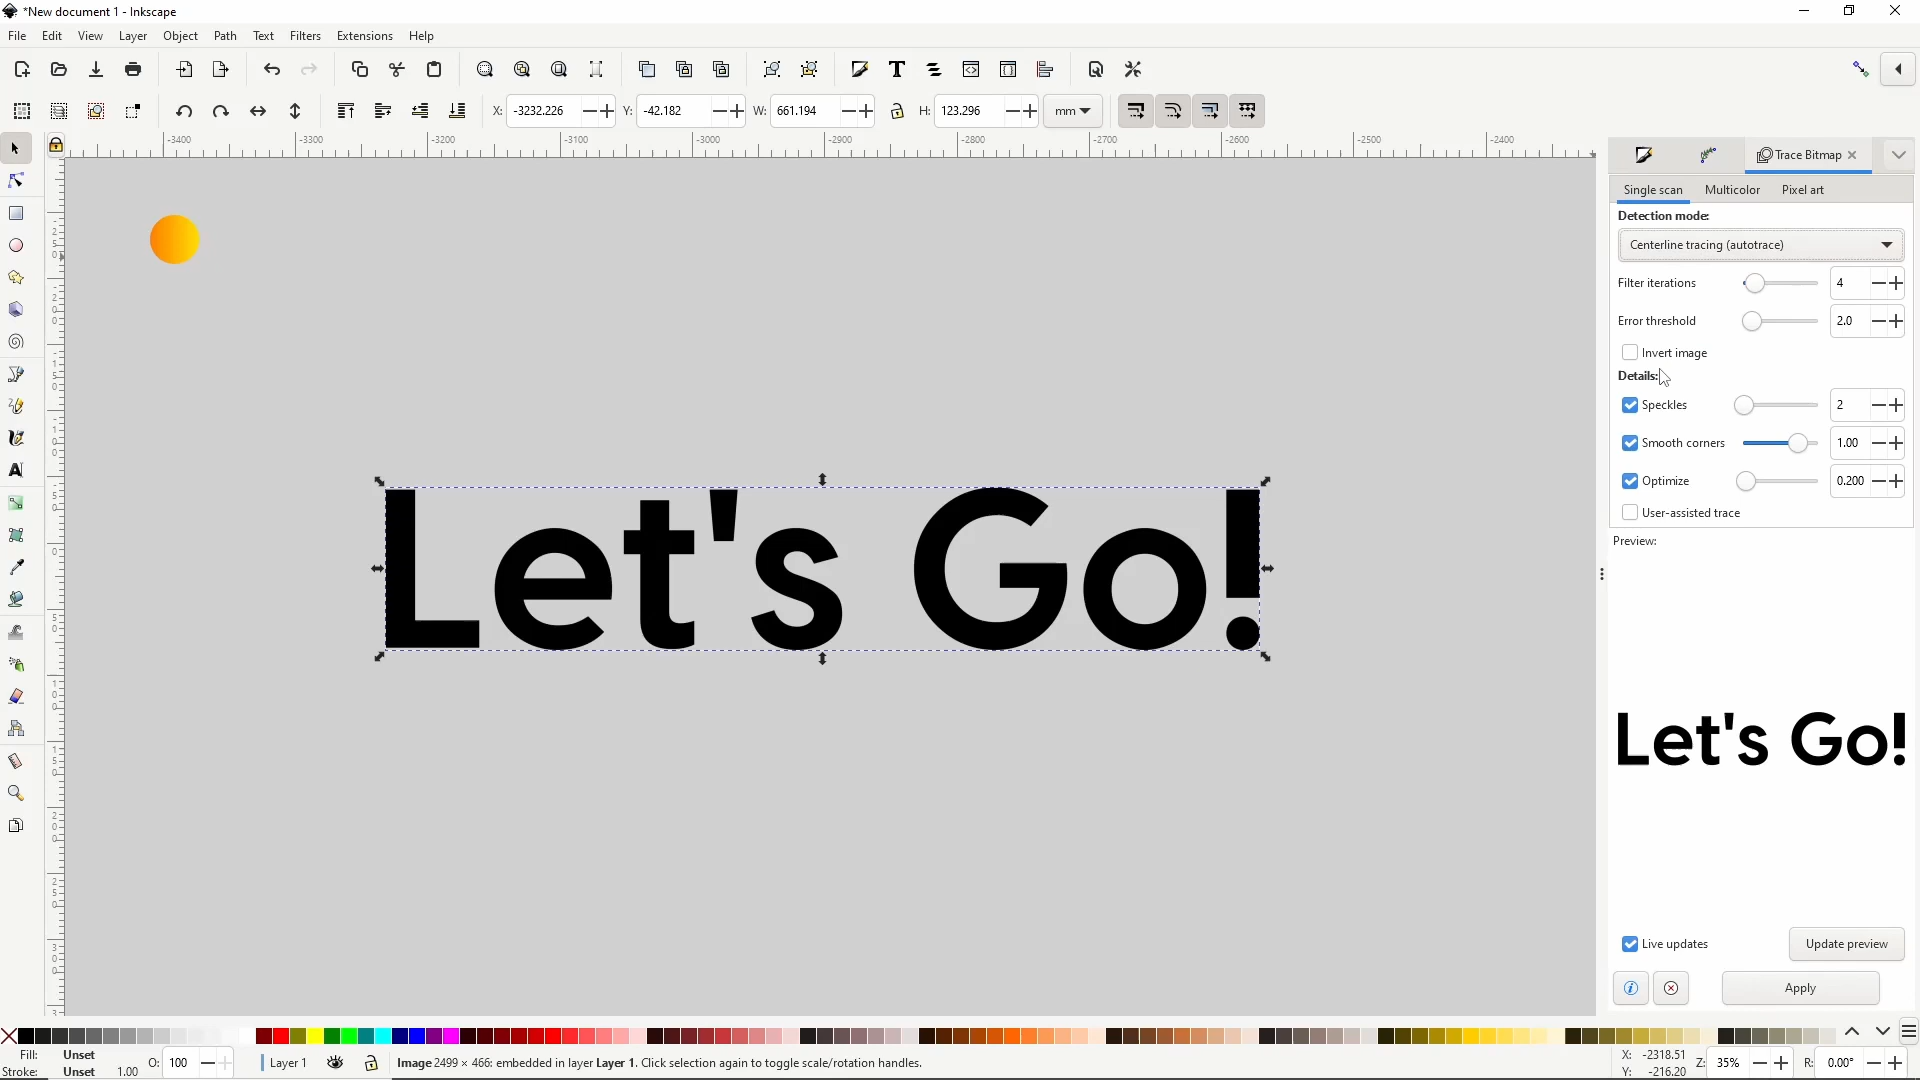 *New document 1 - Inkscape
File Edit View Layer Object Path Text Filters Extensions Help
X: -3232.226 Y: -42.182 W: 661.194 H: 123.296 mm
-3400 -3300 -3200 -3100 -3000 -2900 -2800 -2700 -2600 -2500 -2400
Trace Bitmap
Single scan Multicolor Pixel art
Detection mode:
Centerline tracing (autotrace)
Filter iterations 4
Error threshold 2.0
Invert image
Details:
Speckles 2
Smooth corners 1.00
Optimize 0.200
User-assisted trace
Preview:
Let's Go!
Let's Go!
Live updates Update preview
Apply
Fill: Unset
Stroke: Unset 1.00
O: 100
Layer 1
Image 2499 × 466: embedded in layer Layer 1. Click selection again to toggle scale/rotation handles.
X: -2318.51
Y: -216.20
Z: 35% R: 0.00°